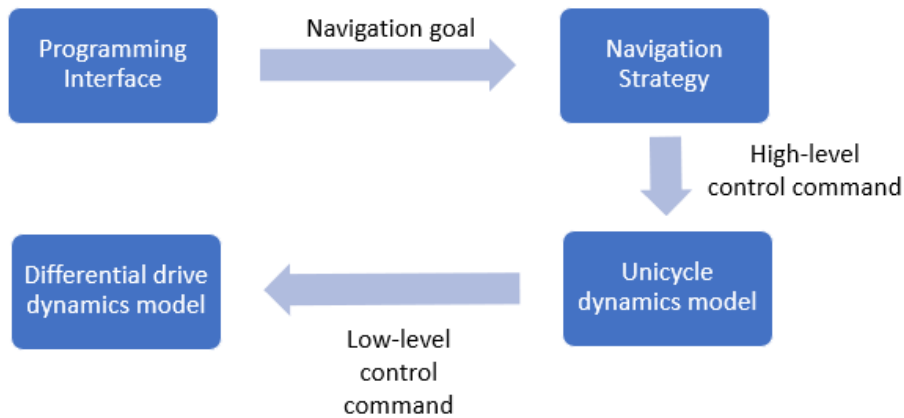 Programming
Interface
Navigation goal
Navigation
Strategy
High-level
control command
Unicycle
dynamics model
Low-level
control
command
Differential drive
dynamics model